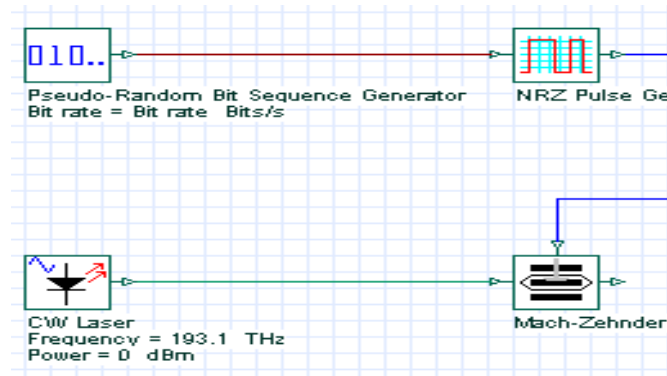 010..
Pseudo-Random Bit Sequence Generator
Bit rate = Bit rate Bits/s
NRZ Pulse Ge
CW Laser
Frequency = 193.1 THz
Power = 0 dBm
Mach-Zehnder